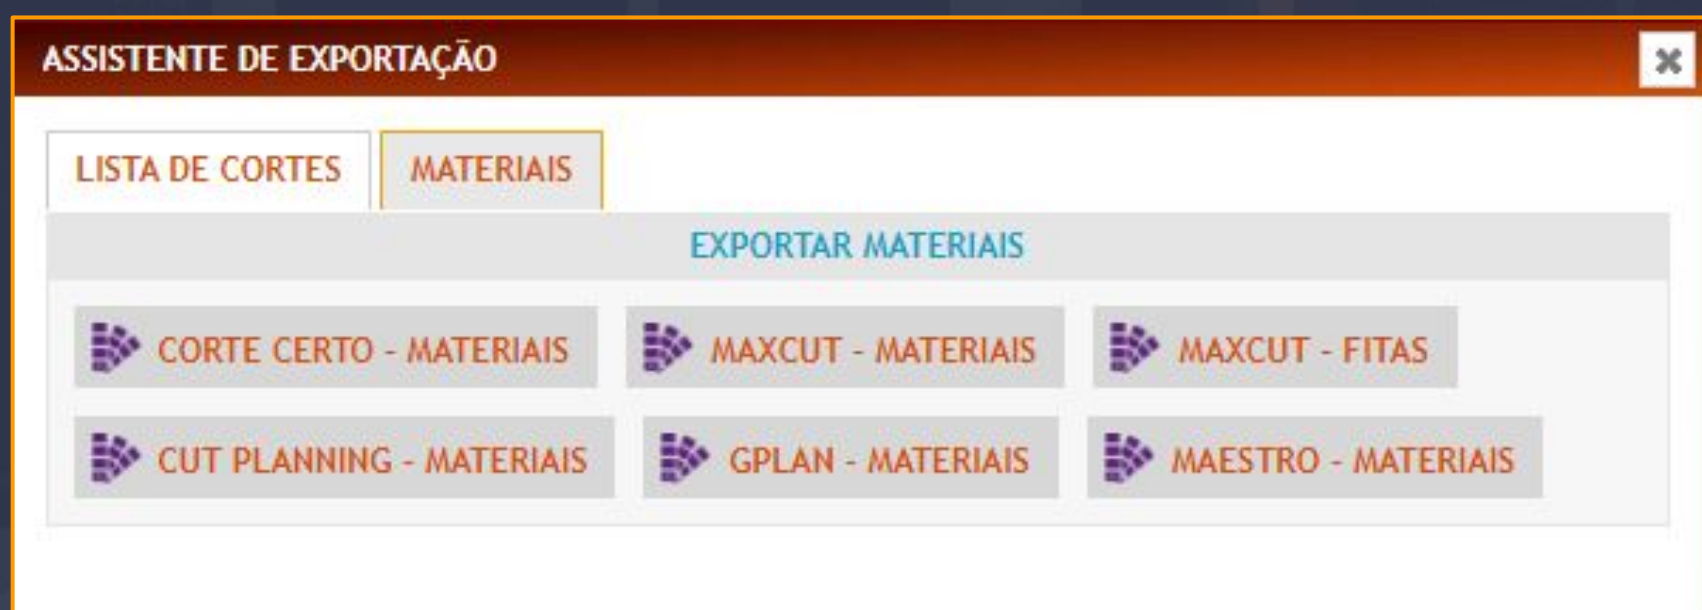 ASSISTENTE DE EXPORTAÇÃO
LISTA DE CORTES MATERIAIS
EXPORTAR MATERIAIS
CORTE CERTO - MATERIAIS MAXCUT - MATERIAIS MAXCUT - FITAS
CUT PLANNING - MATERIAIS GPLAN - MATERIAIS MAESTRO - MATERIAIS